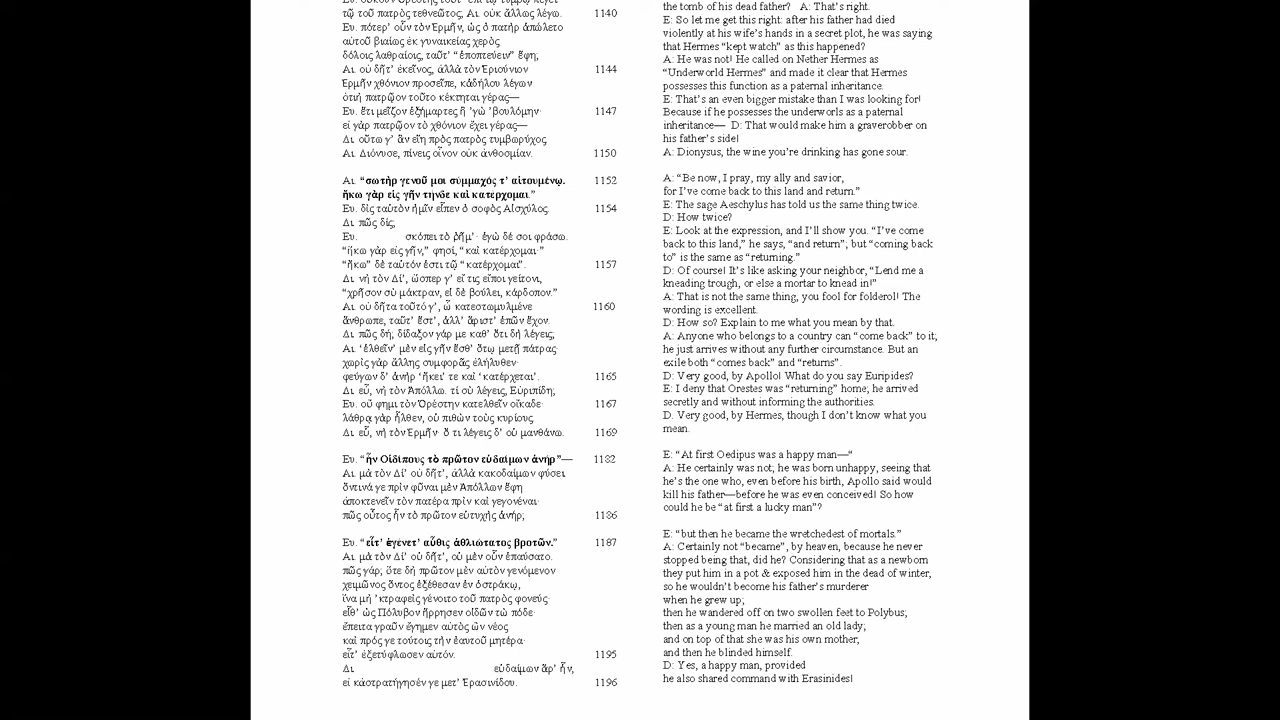 τῷ τοῦ πατρὸς τεθνεῶτος; Αι. οὐκ ἄλλως λέγω. 1140
Ευ. πότερ’ οὖν τὸν Ἑρμῆν, ὡς ὁ πατὴρ ἀπώλετο
αὐτοῦ βιαίως ἐκ γυναικείας χερὸς
δόλοις λαθραίοις, ταῦτ’ “ἐποπτεύειν” ἔφη;
Αι. οὐ δῆτ’ ἐκεῖνος, ἀλλὰ τὸν Ἐριούνιον 1144
Ἑρμῆν χθόνιον προσεῖπε, κἀδήλου λέγων
ὁτιὴ πατρῷον τοῦτο κέκτηται γέρας—
Ευ. ἔτι μεῖζον ἐξήμαρτες ἢ ’γὼ ’βουλόμην· 1147
εἰ γὰρ πατρῷον τὸ χθόνιον ἔχει γέρας—
Δι. οὕτω γ’ ἂν εἴη πρὸς πατρὸς τυμβωρύχος.
Αι. Διόνυσε, πίνεις οἶνον οὐκ ἀνθοσμίαν. 1150
Αι. “σωτὴρ γενοῦ μοι σύμμαχός τ’ αἰτουμένῳ. 1152
ἥκω γὰρ εἰς γῆν τήνδε καὶ κατέρχομαι.”
Ευ. δὶς ταὐτὸν ἡμῖν εἶπεν ὁ σοφὸς Αἰσχύλος. 1154
Δι. πῶς δίς;
Ευ. σκόπει τὸ ῥῆμ’· ἐγὼ δέ σοι φράσω.
“ἥκω γὰρ εἰς γῆν,” φησί, “καὶ κατέρχομαι·”
“ἥκω” δὲ ταὐτόν ἐστι τῷ “κατέρχομαι”. 1157
Δι. νὴ τὸν Δί’, ὥσπερ γ’ εἴ τις εἴποι γείτονι,
“χρῆσον σὺ μάκτραν, εἰ δὲ βούλει, κάρδοπον.”
Αι. οὐ δῆτα τοῦτό γ’, ὦ κατεστωμυλμένε 1160
ἄνθρωπε, ταὔτ’ ἔστ’, ἀλλ’ ἄριστ’ ἐπῶν ἔχον.
Δι. πῶς δή; δίδαξον γάρ με καθ’ ὅτι δὴ λέγεις;
Αι. ‘ἐλθεῖν’ μὲν εἰς γῆν ἔσθ’ ὅτῳ μετῇ πάτρας·
χωρὶς γὰρ ἄλλης συμφορᾶς ἐλήλυθεν·
φεύγων δ’ ἀνὴρ ‘ἥκει’ τε καὶ ‘κατέρχεται’. 1165
Δι. εὖ, νὴ τὸν Ἀπόλλω. τί σὺ λέγεις, Εὐριπίδη;
Ευ. οὔ φημι τὸν Ὀρέστην κατελθεῖν οἴκαδε· 1167
λάθρᾳ γὰρ ἦλθεν, οὐ πιθὼν τοὺς κυρίους.
Δι. εὖ, νὴ τὸν Ἑρμῆν· ὅ τι λέγεις δ’ οὐ μανθάνω. 1169
Ευ. “ἦν Οἰδίπους τὸ πρῶτον εὐδαίμων ἀνήρ”— 1182
Αι. μὰ τὸν Δί’ οὐ δῆτ’, ἀλλὰ κακοδαίμων φύσει.
ὅντινά γε πρὶν φῦναι μὲν Ἁπόλλων ἔφη
ἀποκτενεῖν τὸν πατέρα πρὶν καὶ γεγονέναι·
πῶς οὗτος ἦν τὸ πρῶτον εὐτυχὴς ἀνήρ; 1186
Ευ. “εἶτ’ ἐγένετ’ αὖθις ἀθλιώτατος βροτῶν.” 1187
Αι. μὰ τὸν Δί’ οὐ δῆτ’, οὐ μὲν οὖν ἐπαύσατο.
πῶς γάρ; ὅτε δὴ πρῶτον μὲν αὐτὸν γενόμενον
χειμῶνος ὄντος ἐξέθεσαν ἐν ὀστράκῳ,
ἵνα μὴ ’κτραφεὶς γένοιτο τοῦ πατρὸς φονεύς·
εἶθ’ ὡς Πόλυβον ἤρρησεν οἰδῶν τὼ πόδε·
ἔπειτα γραῦν ἔγημεν αὐτὸς ὢν νέος
καὶ πρός γε τούτοις τὴν ἑαυτοῦ μητέρα·
εἶτ’ ἐξετύφλωσεν αὑτόν. 1195
Δι. εὐδαίμων ἄρ’ ἦν,
εἰ κἀστρατήγησέν γε μετ’ Ἐρασινίδου. 1196
the tomb of his dead father? A: That’s right.
E: So let me get this right: after his father had died
violently at his wife’s hands in a secret plot, he was saying
that Hermes “kept watch” as this happened?
A: He was not! He called on Nether Hermes as
“Underworld Hermes” and made it clear that Hermes
possesses this function as a paternal inheritance.
E: That’s an even bigger mistake than I was looking for!
Because if he possesses the underworls as a paternal
inheritance— D: That would make him a graverobber on
his father’s side!
A: Dionysus, the wine you’re drinking has gone sour.
A: “Be now, I pray, my ally and savior,
for I’ve come back to this land and return.”
E: The sage Aeschylus has told us the same thing twice.
D: How twice?
E: Look at the expression, and I’ll show you. “I’ve come
back to this land,” he says, “and return”; but “coming back
to” is the same as “returning.”
D: Of course! It’s like asking your neighbor, “Lend me a
kneading trough, or else a mortar to knead in!”
A: That is not the same thing, you fool for folderol! The
wording is excellent.
D: How so? Explain to me what you mean by that.
A: Anyone who belongs to a country can “come back” to it;
he just arrives without any further circumstance. But an
exile both “comes back” and “returns”.
D: Very good, by Apollo! What do you say Euripides?
E: I deny that Orestes was “returning” home; he arrived
secretly and without informing the authorities.
D. Very good, by Hermes, though I don’t know what you
mean.
E: “At first Oedipus was a happy man—“
A: He certainly was not; he was born unhappy, seeing that
he’s the one who, even before his birth, Apollo said would
kill his father—before he was even conceived! So how
could he be “at first a lucky man”?
E: “but then he became the wretchedest of mortals.”
A: Certainly not “became”, by heaven, because he never
stopped being that, did he? Considering that as a newborn
they put him in a pot & exposed him in the dead of winter,
so he wouldn’t become his father’s murderer
when he grew up;
then he wandered off on two swollen feet to Polybus;
then as a young man he married an old lady;
and on top of that she was his own mother;
and then he blinded himself.
D: Yes, a happy man, provided
he also shared command with Erasinides!